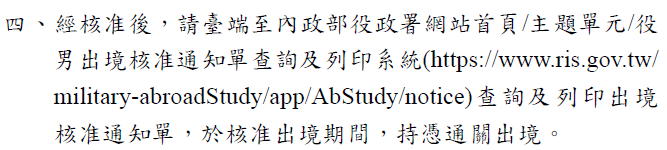 四、經核准後，請臺端至內政部役政署網站首頁/主題單元/役
男出境核准通知單查詢及列印系統(https://www.ris.gov.tw/
military-abroadStudy/app/AbStudy/notice)查詢及列印出境
核准通知單，於核准出境期間，持憑通關出境。